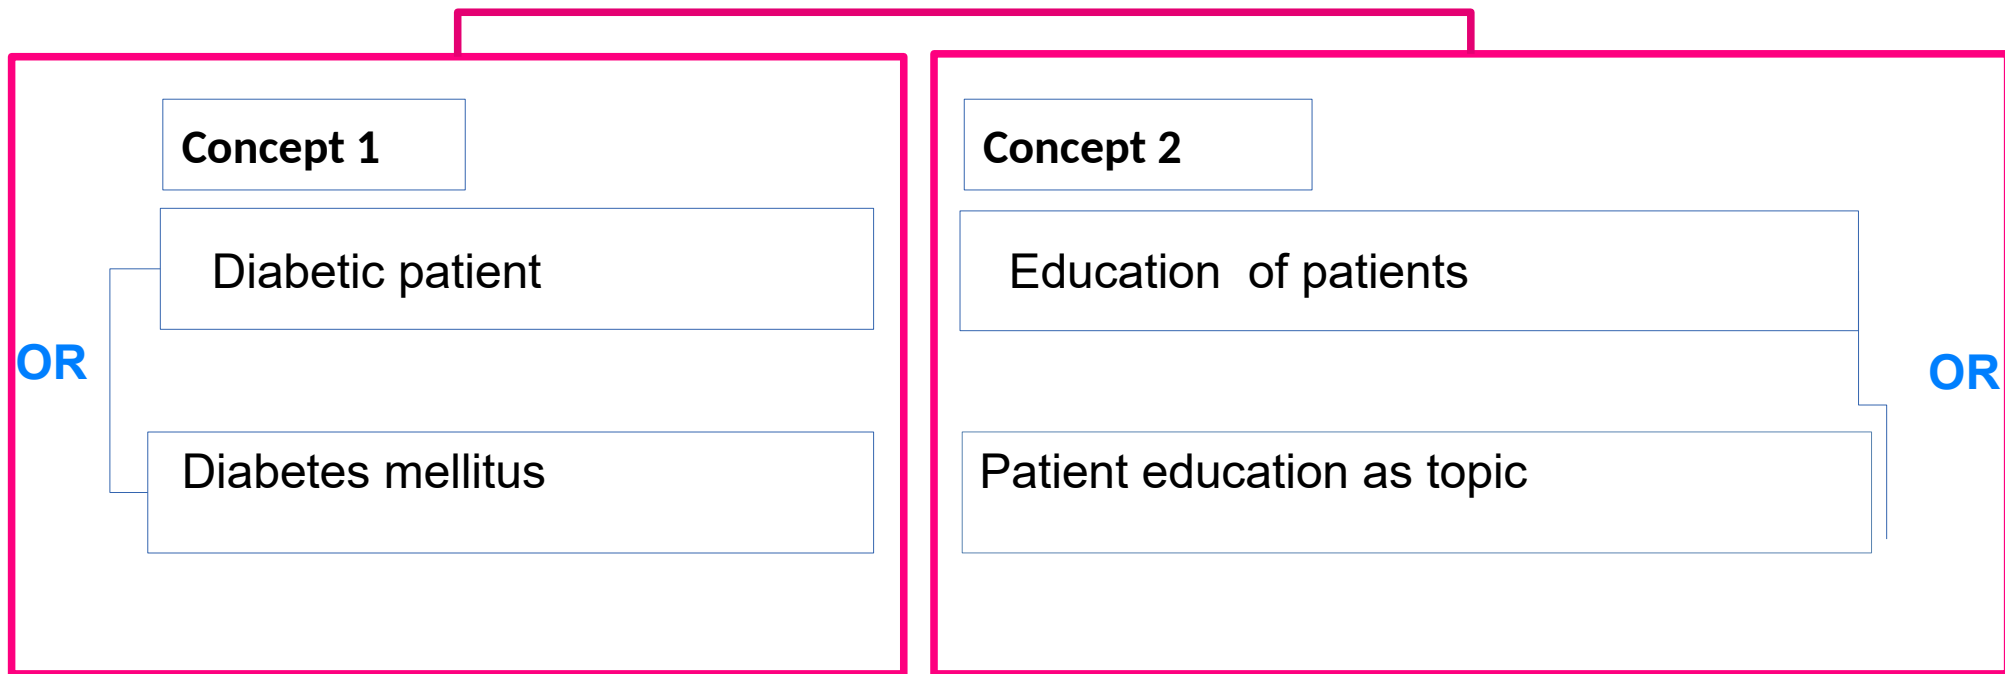 Concept 1
Diabetic patient
OR
Diabetes mellitus
Concept 2
Education  of patients
OR
Patient education as topic